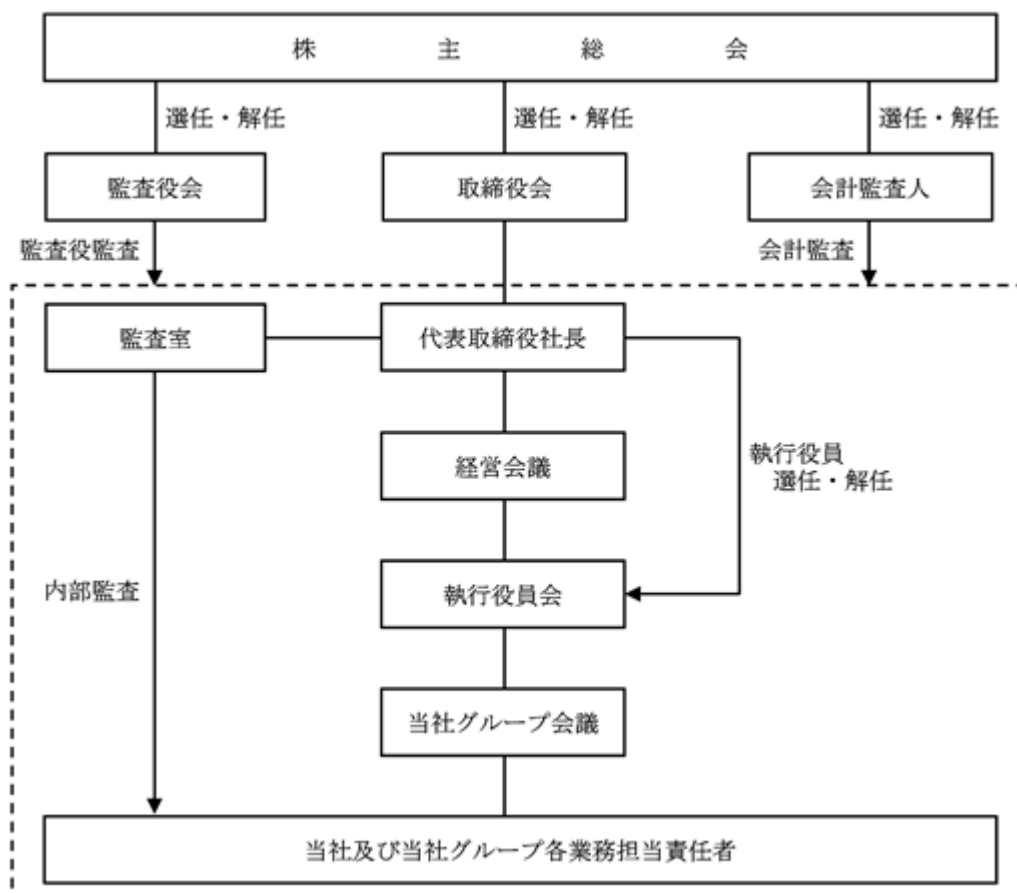 株主総会
選任・解任
選任・解任
選任・解任
監査役会
取締役会
会計監査人
監査役監査
会計監査
監査室
代表取締役社長
経営会議
執行役員
選任・解任
執行役員会
内部監査
当社グループ会議
当社及び当社グループ各業務担当責任者